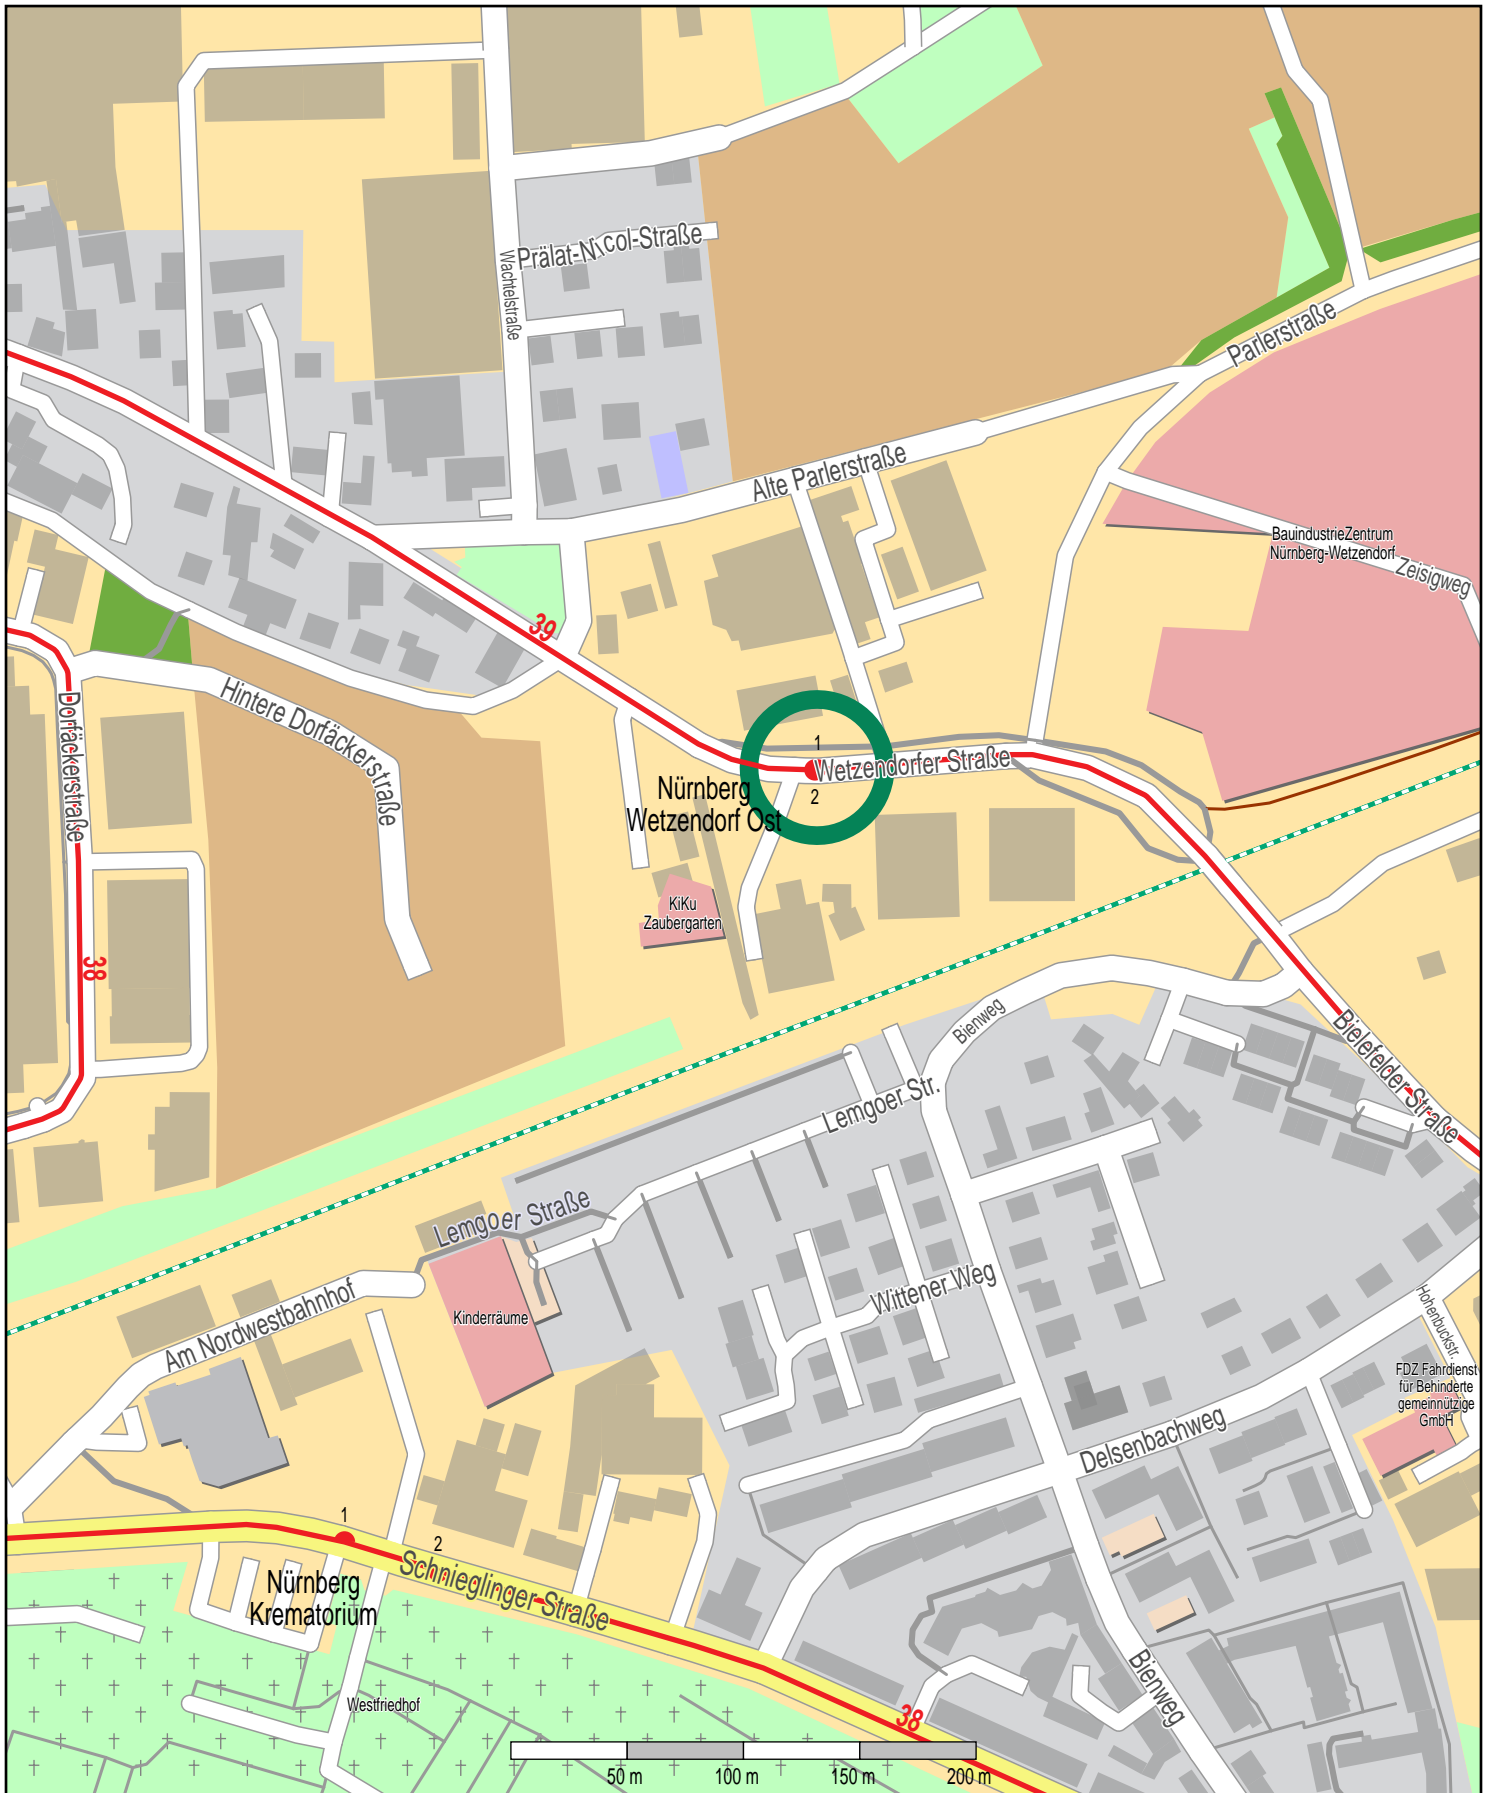 Prälat-Nicol-Straße
Wachtelstraße
Parlerstraße
Alte Parlerstraße
BauindustrieZentrum
Nürnberg-Wetzendorf
Zeisigweg
39
Hintere Dorfäckerstraße
Dorfäckerstraße
1
Wetzendorfer Straße
2
Nürnberg
Wetzendorf Ost
KiKu
Zaubergarten
38
Bienweg
Bielefelder Straße
Lemgoer Str.
Lemgoer Straße
Wittener Weg
Am Nordwestbahnhof
Kinderräume
Hohenbuckstr.
FDZ Fahrdienst
für Behinderte
gemeinnützige
GmbH
Delsenbachweg
1
2
Schnieglinger Straße
Nürnberg
Krematorium
Bienweg
Westfriedhof
38
50 m
100 m
150 m
200 m